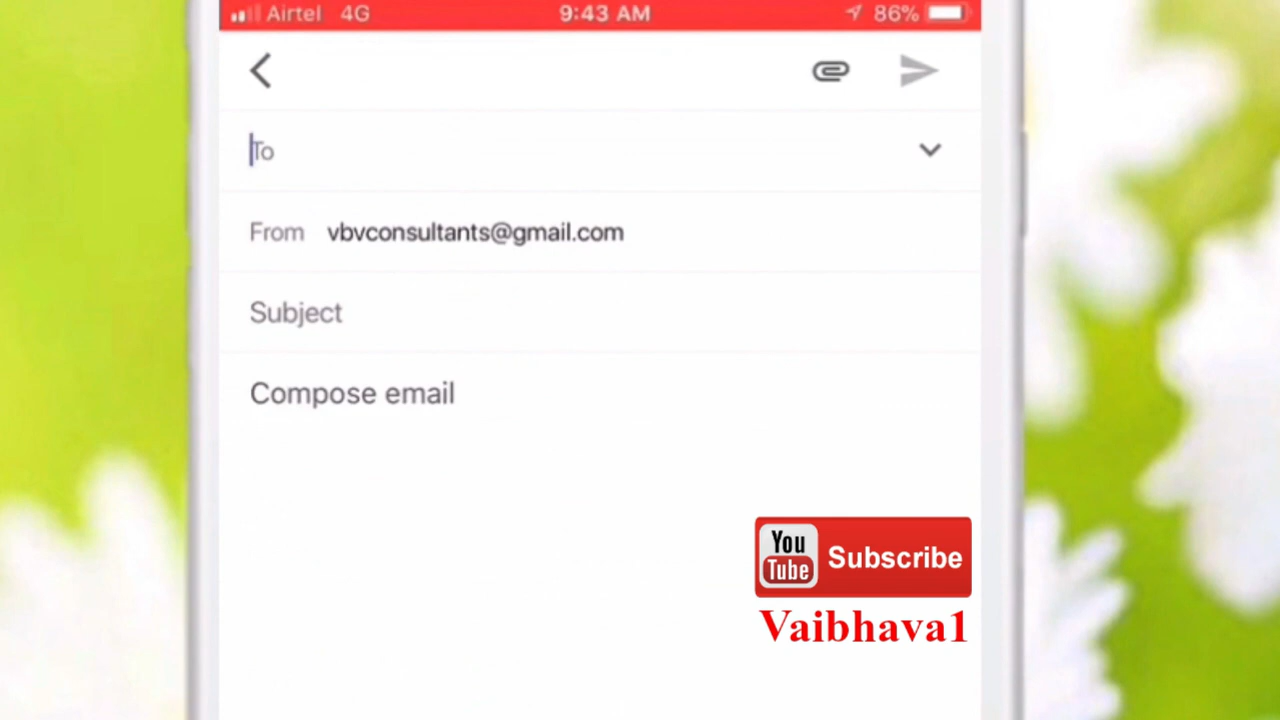 Airtel 4G 9:43 AM 86%
To
From vbvconsultants@gmail.com
Subject
Compose email
You Tube Subscribe
Vaibhava1